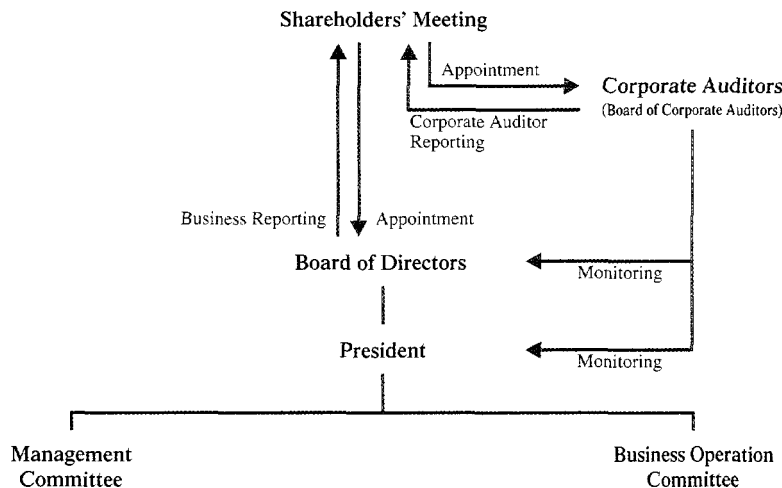 Shareholders' Meeting
Appointment
Corporate Auditors
(Board of Corporate Auditors)
Corporate Auditor
Reporting
Business Reporting
Appointment
Board of Directors
Monitoring
President
Monitoring
Management
Committee
Business Operation
Committee